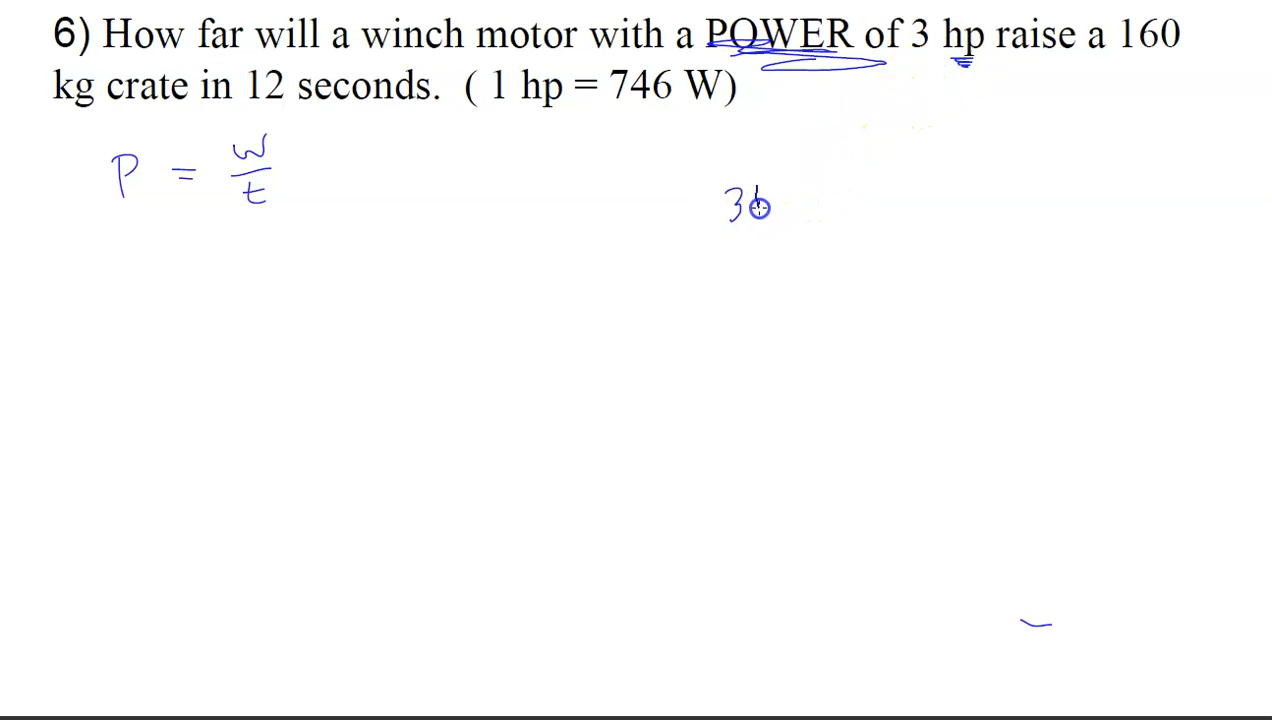 6) How far will a winch motor with a POWER of 3 hp raise a 160
kg crate in 12 seconds. ( 1 hp = 746 W)
P = W/t
3